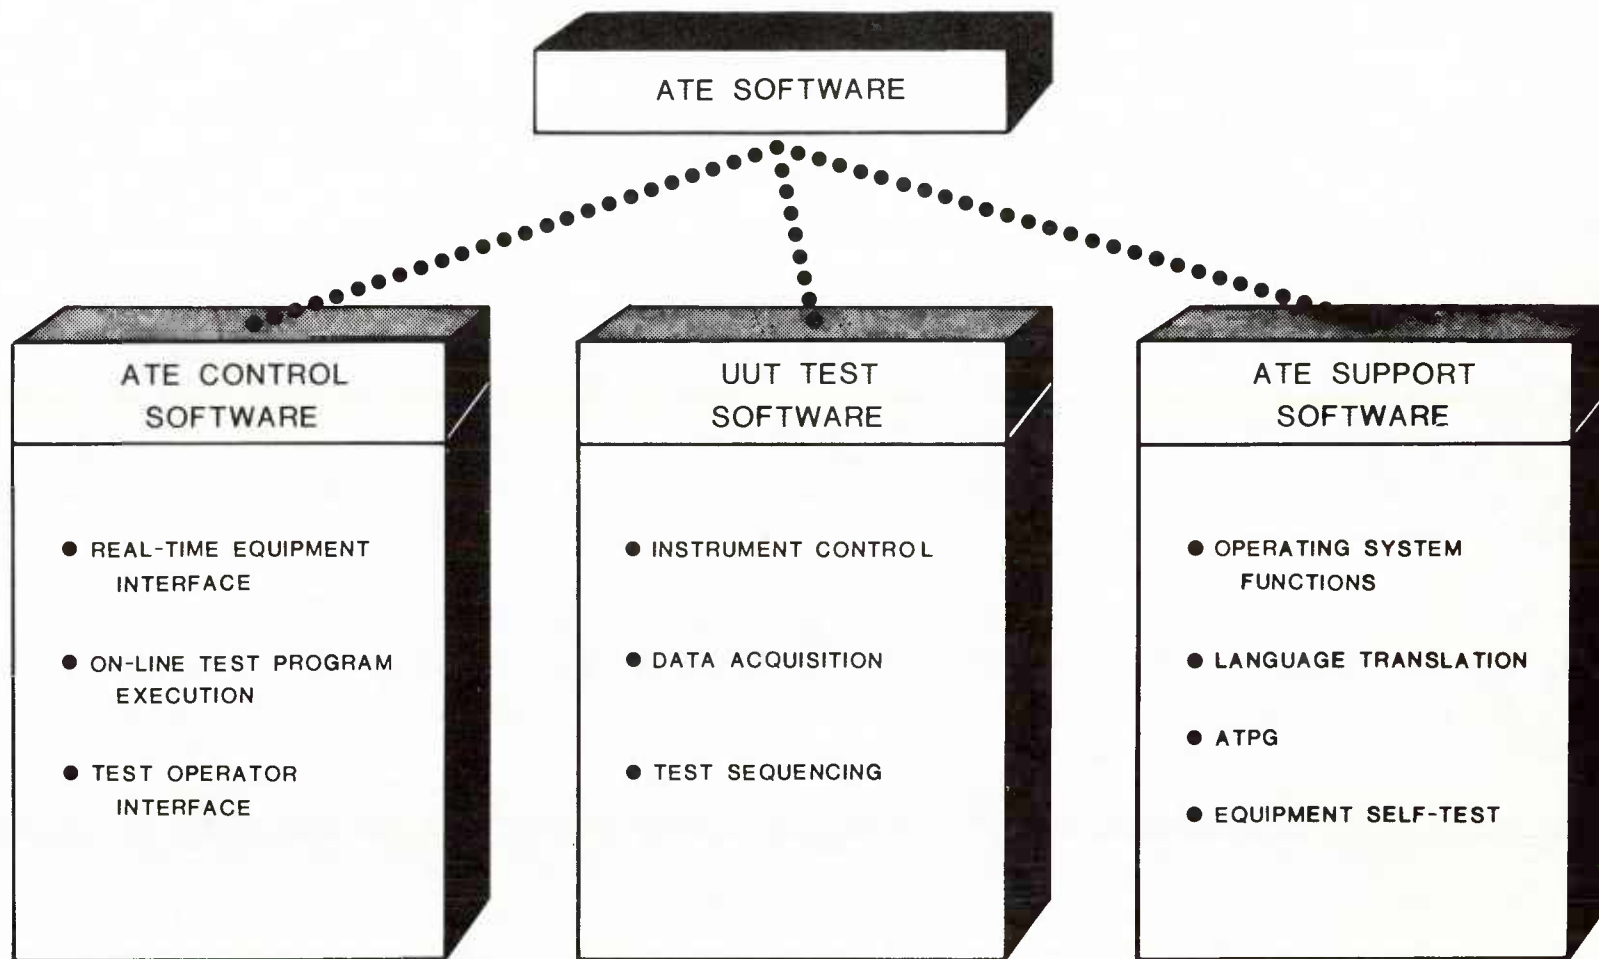 ATE SOFTWARE
ATE CONTROL
SOFTWARE
● REAL-TIME EQUIPMENT
INTERFACE
● ON-LINE TEST PROGRAM
EXECUTION
● TEST OPERATOR
INTERFACE
UUT TEST
SOFTWARE
● INSTRUMENT CONTROL
● DATA ACQUISITION
● TEST SEQUENCING
ATE SUPPORT
SOFTWARE
● OPERATING SYSTEM
FUNCTIONS
● LANGUAGE TRANSLATION
● ATPG
● EQUIPMENT SELF-TEST